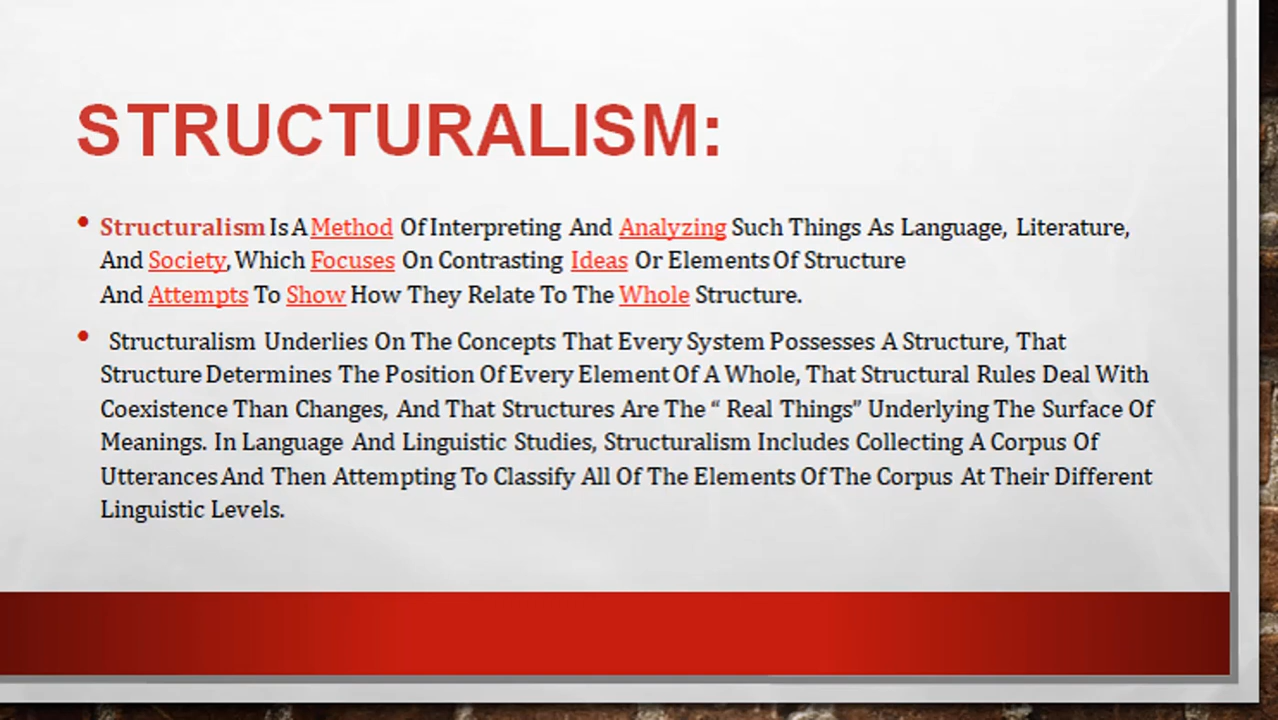 STRUCTURALISM:
• Structuralism Is A Method Of Interpreting And Analyzing Such Things As Language, Literature,
And Society, Which Focuses On Contrasting Ideas Or Elements Of Structure
And Attempts To Show How They Relate To The Whole Structure.
• Structuralism Underlies On The Concepts That Every System Possesses A Structure, That
Structure Determines The Position Of Every Element Of A Whole, That Structural Rules Deal With
Coexistence Than Changes, And That Structures Are The “ Real Things” Underlying The Surface Of
Meanings. In Language And Linguistic Studies, Structuralism Includes Collecting A Corpus Of
Utterances And Then Attempting To Classify All Of The Elements Of The Corpus At Their Different
Linguistic Levels.